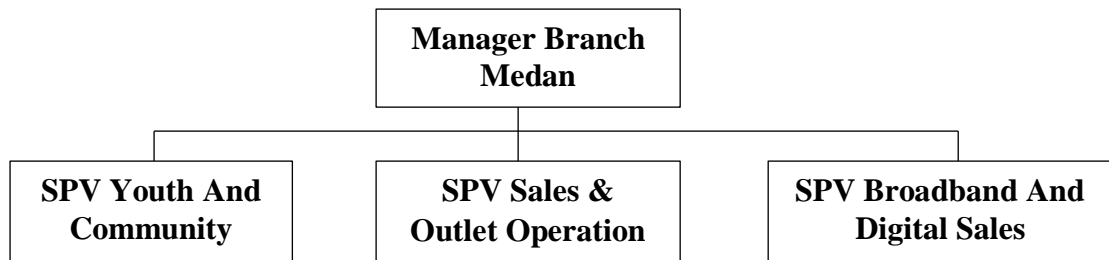 Manager Branch
Medan
SPV Youth And
Community
SPV Sales &
Outlet Operation
SPV Broadband And
Digital Sales